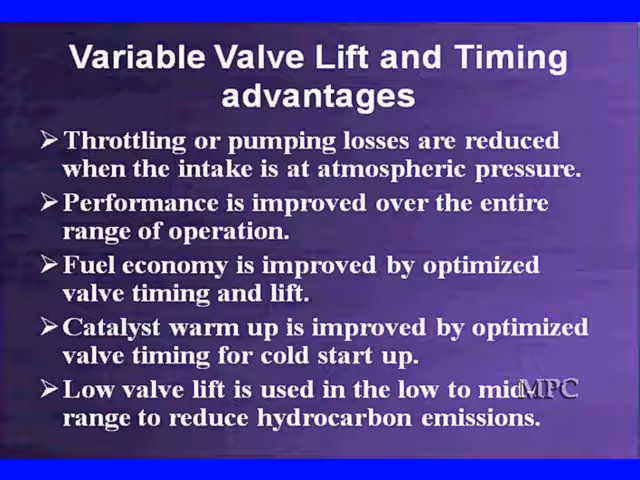 Variable Valve Lift and Timing
advantages
➢Throttling or pumping losses are reduced
when the intake is at atmospheric pressure.
➢Performance is improved over the entire
range of operation.
➢Fuel economy is improved by optimized
valve timing and lift.
➢Catalyst warm up is improved by optimized
valve timing for cold start up.
➢Low valve lift is used in the low to mid
range to reduce hydrocarbon emissions.
MPC